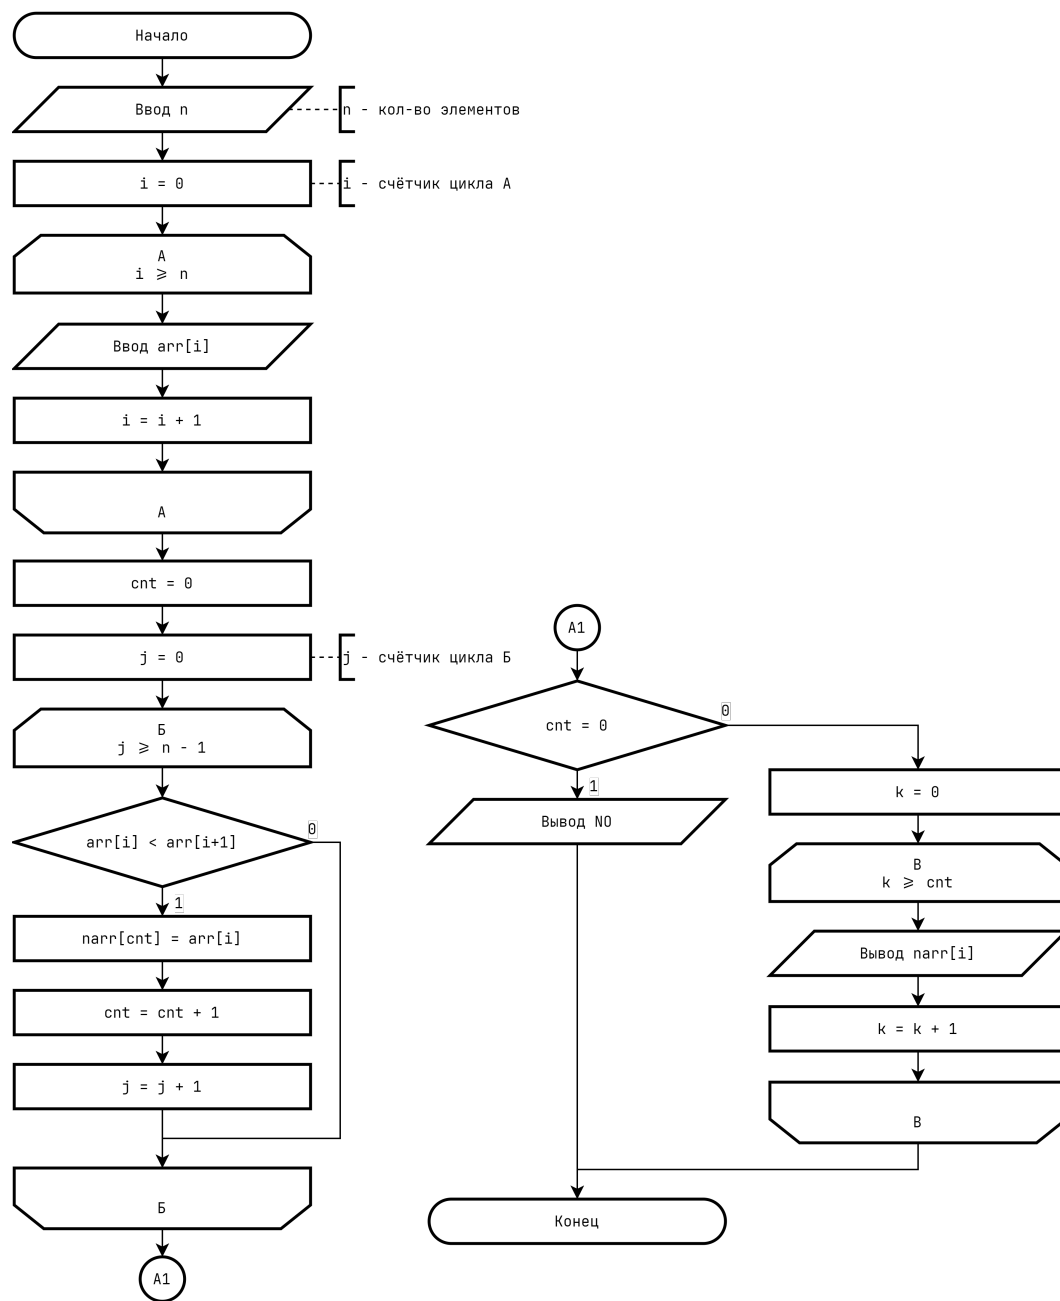 Начало
Ввод n
n - кол-во элементов
i = 0
i - счётчик цикла А
А
i ⩾ n
Ввод arr[i]
i = i + 1
А
cnt = 0
j = 0
j - счётчик цикла Б
Б
j ⩾ n - 1
arr[i] < arr[i+1]
0
1
narr[cnt] = arr[i]
cnt = cnt + 1
j = j + 1
Б
А1
А1
cnt = 0
0
1
Вывод NO
k = 0
В
k ⩾ cnt
Вывод narr[i]
k = k + 1
В
Конец